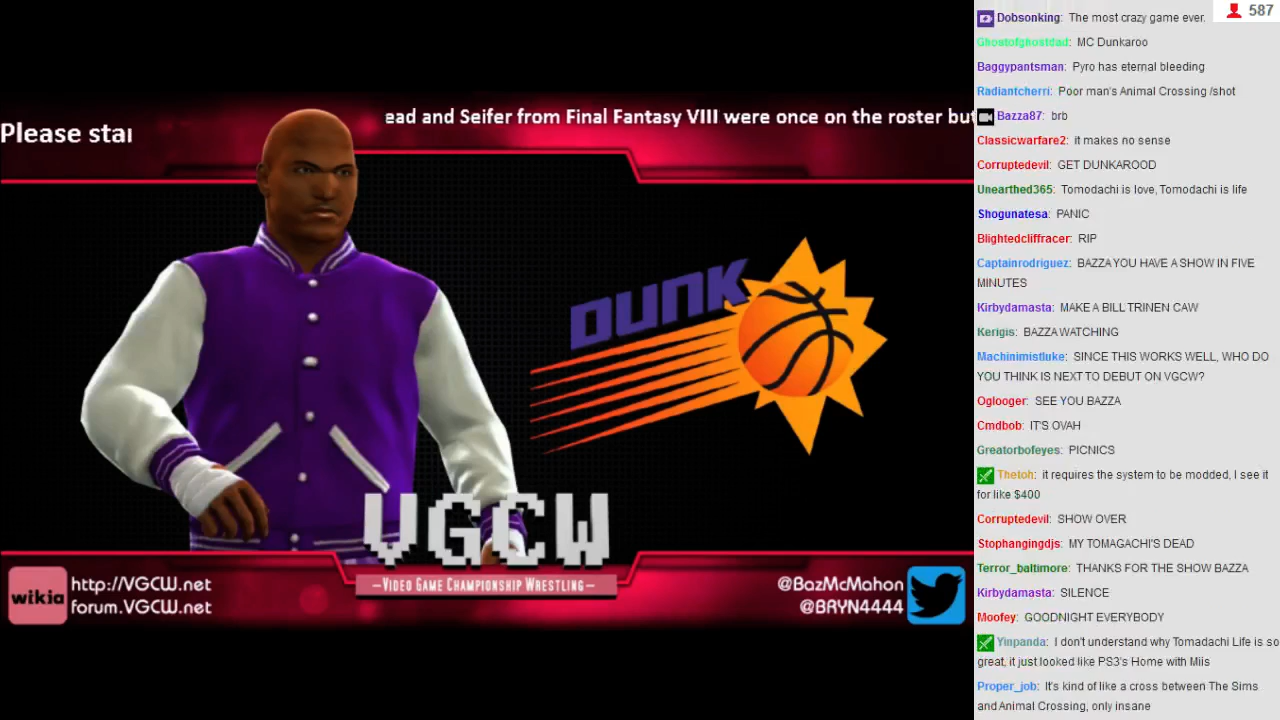 587
Please star
ead and Seifer from Final Fantasy VIII were once on the roster but
DUNK
VGCW
–VIDEO GAME CHAMPIONSHIP WRESTLING–
wikia
http://VGCW.net
forum.VGCW.net
@BazMcMahon
@BRYN4444
Dobsonking: The most crazy game ever.
Ghostofghostdad: MC Dunkaroo
Baggypantsman: Pyro has eternal bleeding
Radiantcherri: Poor man's Animal Crossing /shot
Bazza87: brb
Classicwarfare2: it makes no sense
Corruptedevil: GET DUNKAROOD
Unearthed365: Tomodachi is love, Tomodachi is life
Shogunatesa: PANIC
Blightedcliffracer: RIP
Captainrodriguez: BAZZA YOU HAVE A SHOW IN FIVE
MINUTES
Kirbydamasta: MAKE A BILL TRINEN CAW
Kerigis: BAZZA WATCHING
Machinimistluke: SINCE THIS WORKS WELL, WHO DO
YOU THINK IS NEXT TO DEBUT ON VGCW?
Oglooger: SEE YOU BAZZA
Cmdbob: IT'S OVAH
Greatorbofeyes: PICNICS
Thetoh: it requires the system to be modded, I see it
for like $400
Corruptedevil: SHOW OVER
Stophangingdjs: MY TOMAGACHI'S DEAD
Terror_baltimore: THANKS FOR THE SHOW BAZZA
Kirbydamasta: SILENCE
Moofey: GOODNIGHT EVERYBODY
Yinpanda: I don't understand why Tomadachi Life is so
great, it just looked like PS3's Home with Miis
Proper_job: It's kind of like a cross between The Sims
and Animal Crossing, only insane